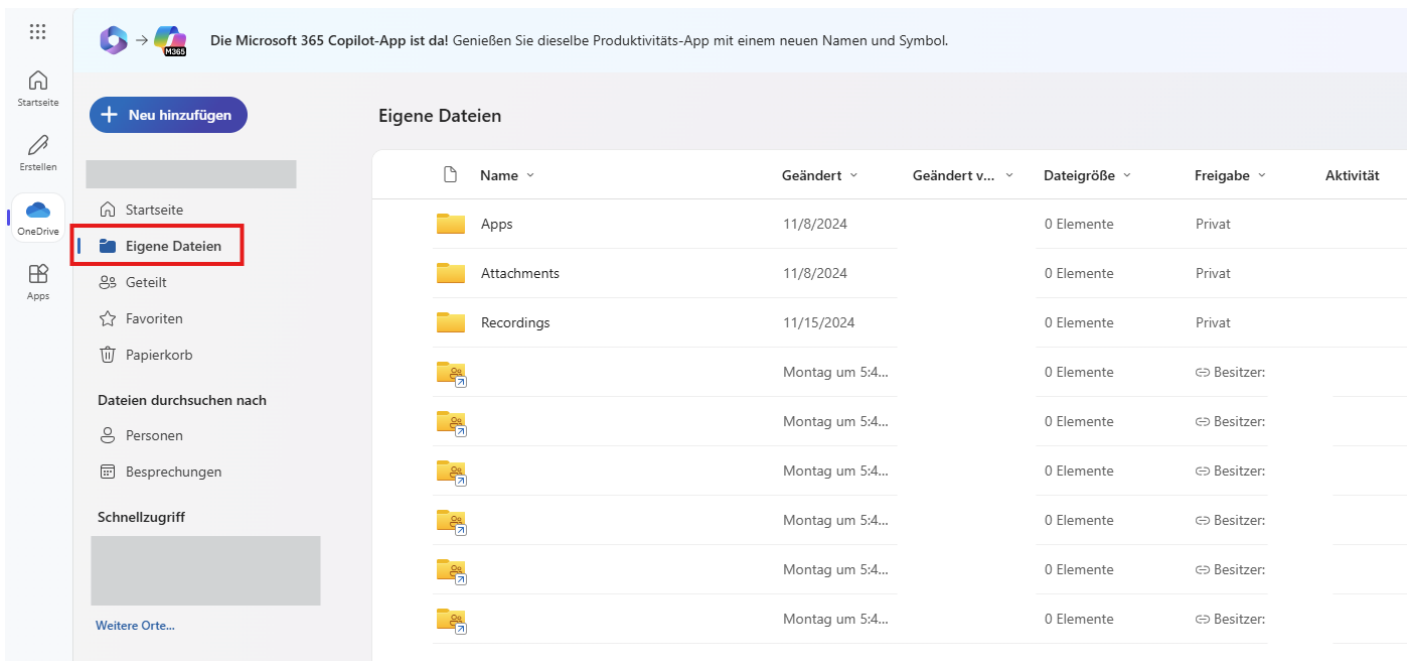 M365
Die Microsoft 365 Copilot-App ist da! Genießen Sie dieselbe Produktivitäts-App mit einem neuen Namen und Symbol.
Startseite
Erstellen
OneDrive
Apps
Neu hinzufügen
Startseite
Eigene Dateien
Geteilt
Favoriten
Papierkorb
Dateien durchsuchen nach
Personen
Besprechungen
Schnellzugriff
Weitere Orte...
Eigene Dateien
Name Geändert Geändert v... Dateigröße Freigabe Aktivität
Apps 11/8/2024 0 Elemente Privat
Attachments 11/8/2024 0 Elemente Privat
Recordings 11/15/2024 0 Elemente Privat
Montag um 5:4... 0 Elemente Besitzer:
Montag um 5:4... 0 Elemente Besitzer:
Montag um 5:4... 0 Elemente Besitzer:
Montag um 5:4... 0 Elemente Besitzer:
Montag um 5:4... 0 Elemente Besitzer:
Montag um 5:4... 0 Elemente Besitzer: